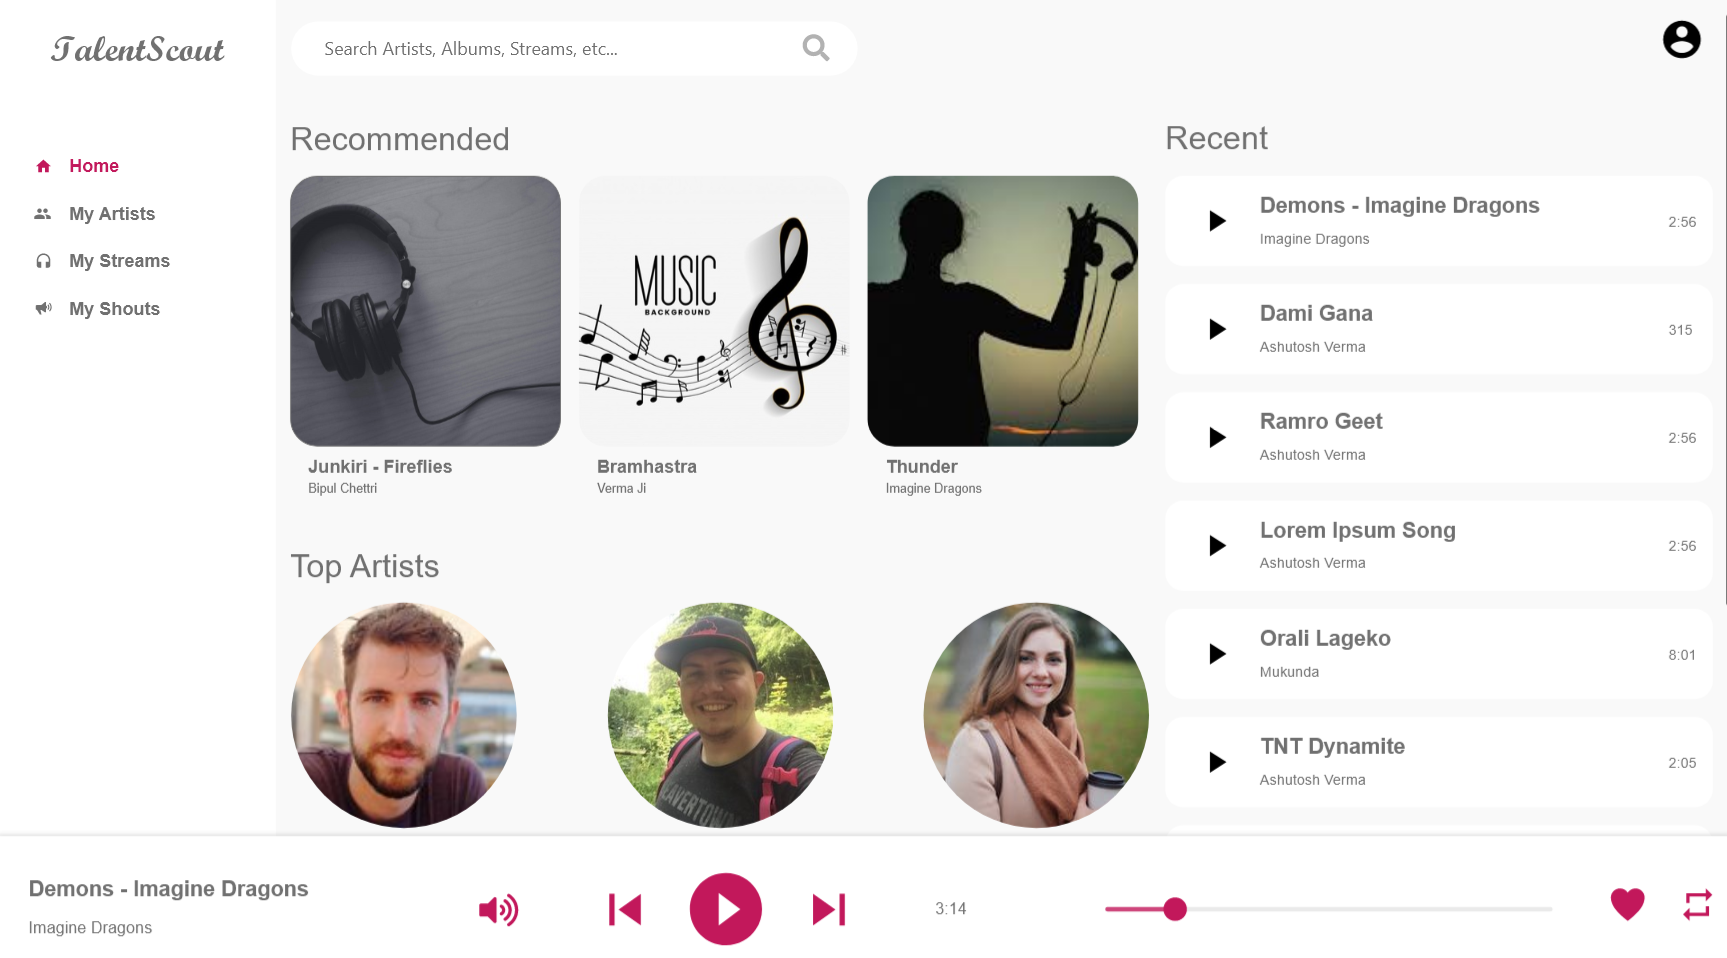 TalentScout
Search Artists, Albums, Streams, etc...
Home
My Artists
My Streams
My Shouts
Recommended
MUSIC
BACKGROUND
Junkiri - Fireflies
Bipul Chettri
Bramhastra
Verma Ji
Thunder
Imagine Dragons
Top Artists
Recent
Demons - Imagine Dragons
Imagine Dragons
2:56
Dami Gana
Ashutosh Verma
315
Ramro Geet
Ashutosh Verma
2:56
Lorem Ipsum Song
Ashutosh Verma
2:56
Orali Lageko
Mukunda
8:01
TNT Dynamite
Ashutosh Verma
2:05
Demons - Imagine Dragons
Imagine Dragons
3:14